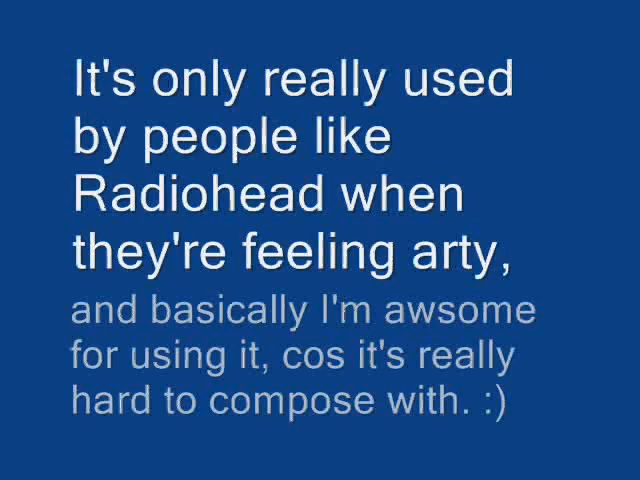 It's only really used
by people like
Radiohead when
they're feeling arty,
and basically I'm awsome
for using it, cos it's really
hard to compose with. :)